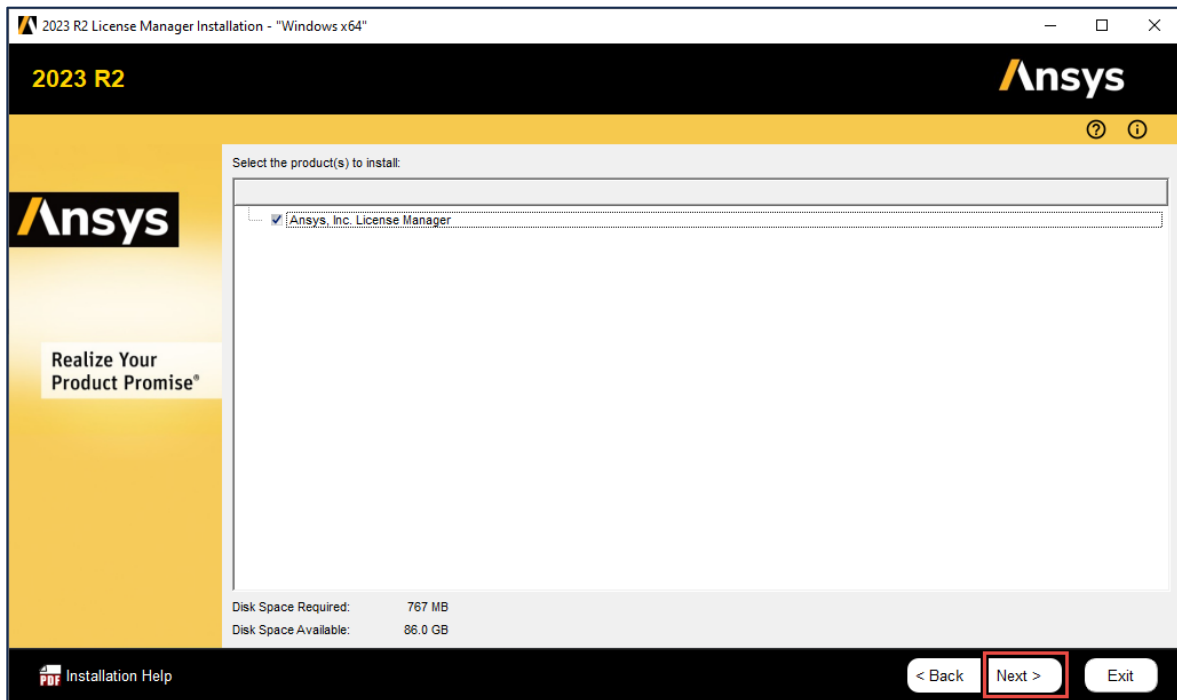 2023 R2 License Manager Installation - "Windows x64"
2023 R2
Ansys
Select the product(s) to install:
Ansys, Inc. License Manager
Ansys
Realize Your
Product Promise®
Disk Space Required: 767 MB
Disk Space Available: 86.0 GB
PDF Installation Help
< Back Next > Exit